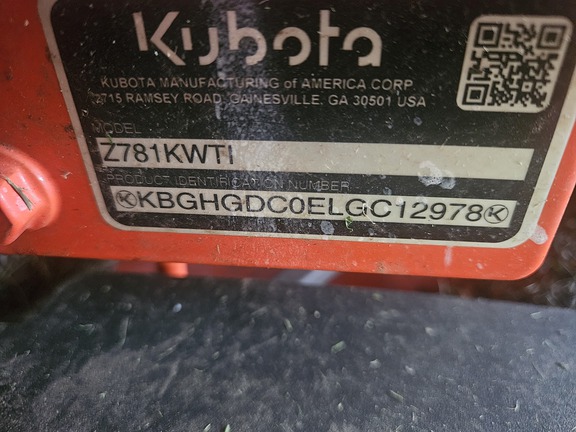 Kubota
KUBOTA MANUFACTURING of AMERICA CORP
2715 RAMSEY ROAD, GAINESVILLE, GA 30501 USA
MODEL
Z781KWTI
PRODUCT IDENTIFICATION NUMBER
KBGHGDC0ELGC12978